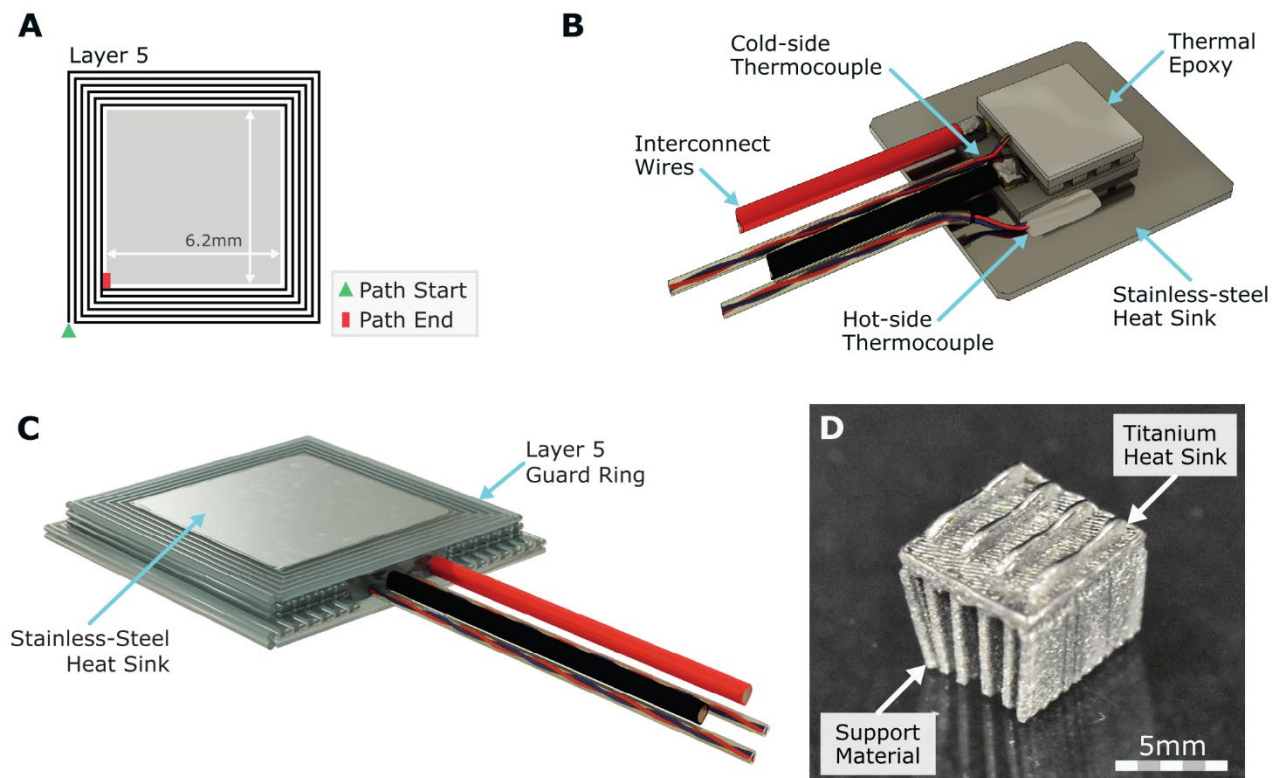 A
Layer 5
6.2mm
Path Start
Path End
B
Cold-side
Thermocouple
Thermal
Epoxy
Interconnect
Wires
Hot-side
Thermocouple
Stainless-steel
Heat Sink
C
Layer 5
Guard Ring
Stainless-Steel
Heat Sink
D
Titanium
Heat Sink
Support
Material
5mm